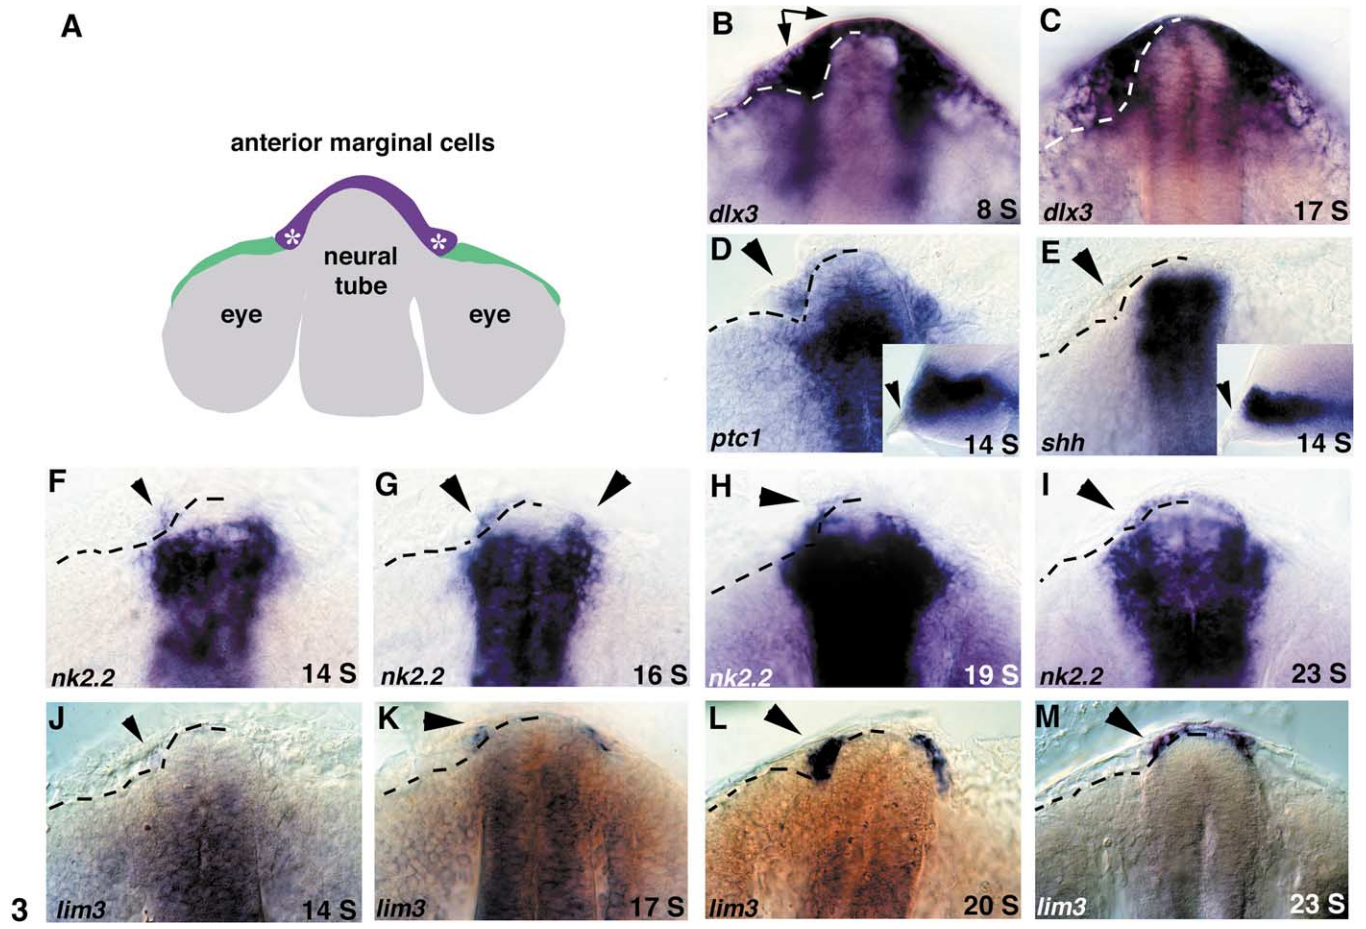 A
anterior marginal cells
* *
neural
tube
eye eye
B
dlx3 8 S
C
dlx3 17 S
D
ptc1 14 S
E
shh 14 S
F
nk2.2 14 S
G
nk2.2 16 S
H
nk2.2 19 S
I
nk2.2 23 S
J
lim3 14 S
K
lim3 17 S
L
lim3 20 S
M
lim3 23 S
3